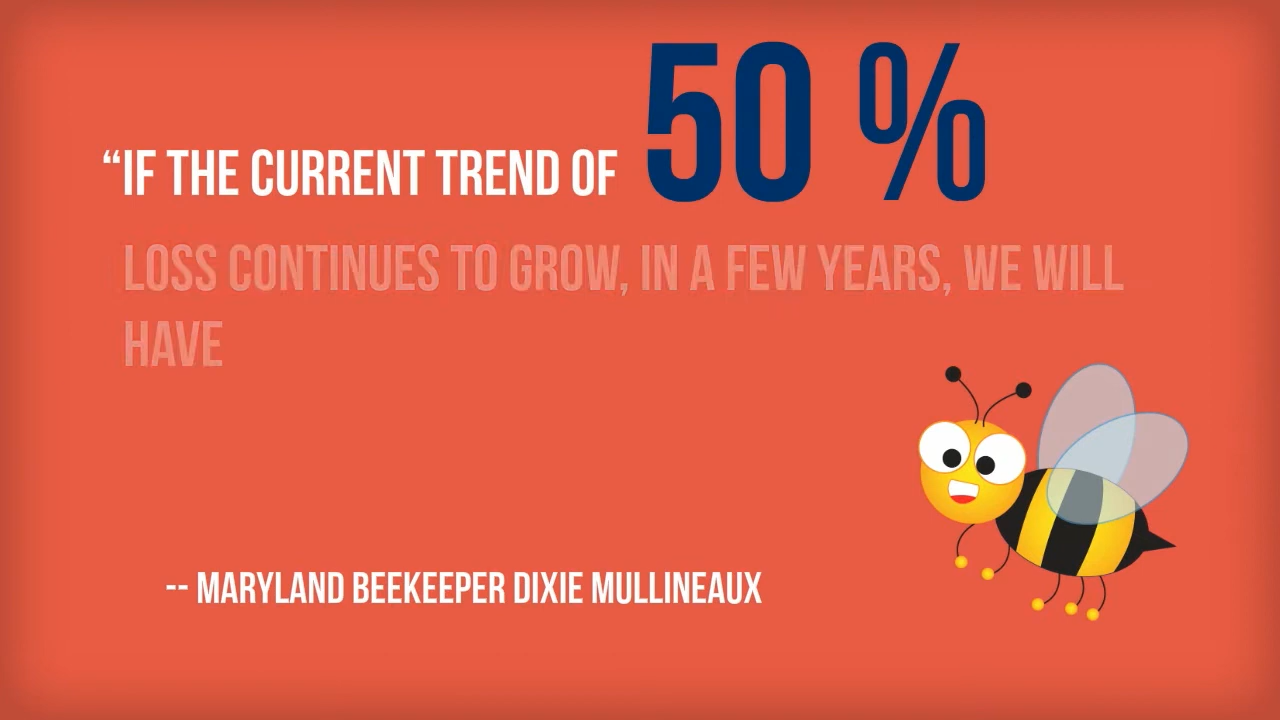 “IF THE CURRENT TREND OF 50 %
LOSS CONTINUES TO GROW, IN A FEW YEARS, WE WILL
HAVE
-- MARYLAND BEEKEEPER DIXIE MULLINEAUX